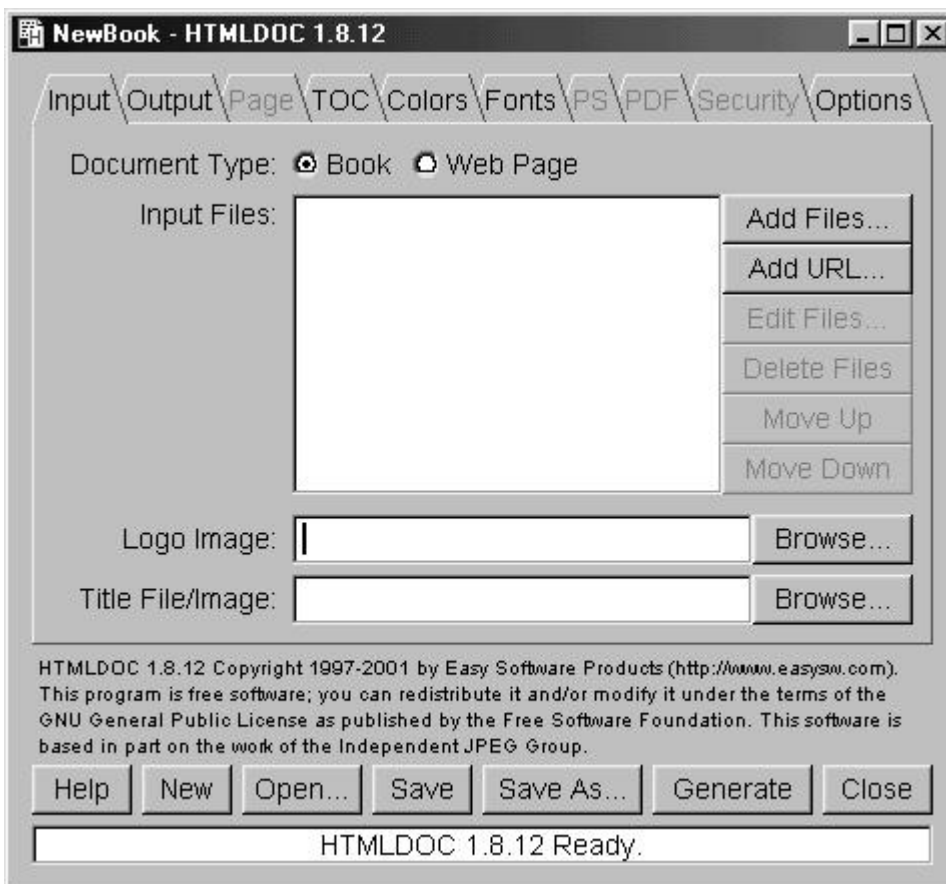 NewBook - HTMLDOC 1.8.12
Input Output Page TOC Colors Fonts PS PDF Security Options
Document Type: Book Web Page
Input Files:
Add Files...
Add URL...
Edit Files...
Delete Files
Move Up
Move Down
Logo Image: Browse...
Title File/Image: Browse...
HTMLDOC 1.8.12 Copyright 1997-2001 by Easy Software Products (http://www.easysw.com).
This program is free software; you can redistribute it and/or modify it under the terms of the
GNU General Public License as published by the Free Software Foundation. This software is
based in part on the work of the Independent JPEG Group.
Help New Open... Save Save As... Generate Close
HTMLDOC 1.8.12 Ready.